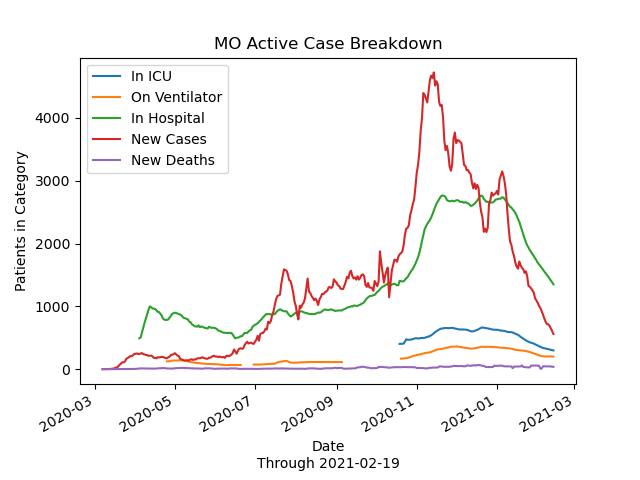 MO Active Case Breakdown
In ICU
On Ventilator
In Hospital
New Cases
New Deaths
Patients in Category
4000
3000
2000
1000
0
2020-03
2020-05
2020-07
2020-09
2020-11
2021-01
2021-03
Date
Through 2021-02-19